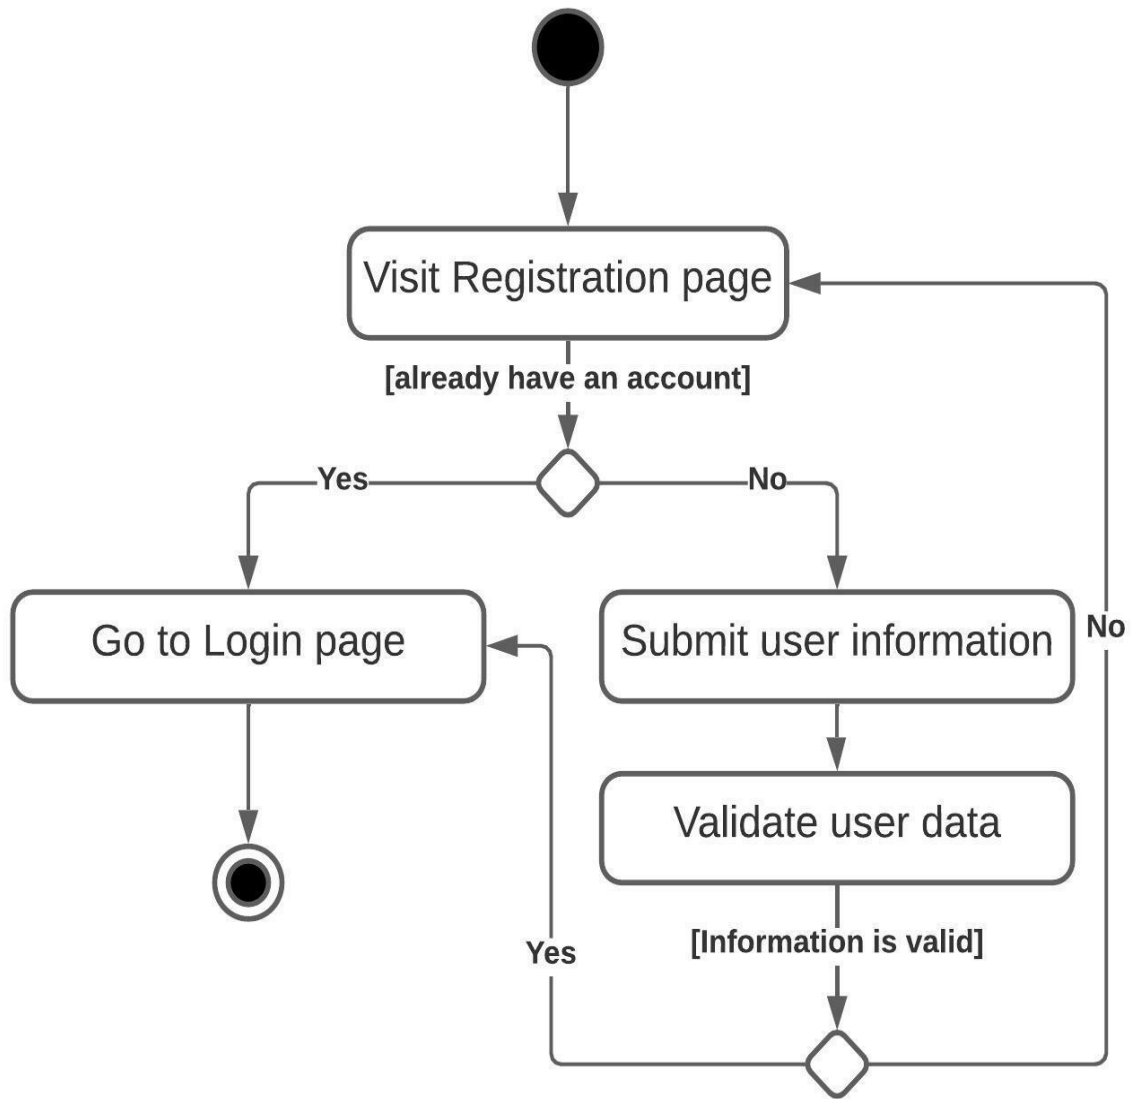 Visit Registration page
[already have an account]
Yes
No
Go to Login page
Submit user information
No
Validate user data
[Information is valid]
Yes